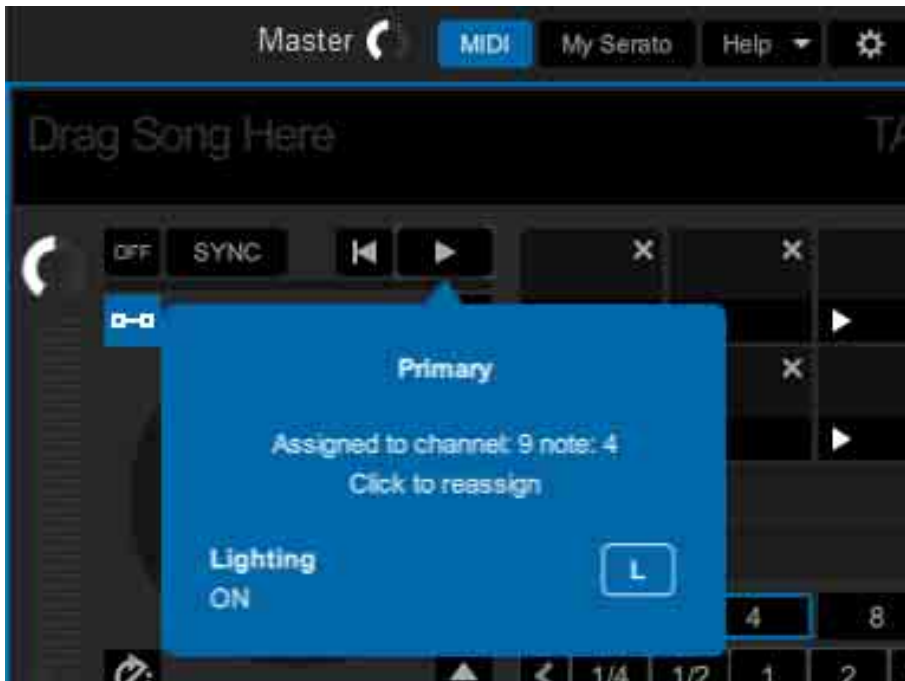 Master MIDI My Serato Help
Drag Song Here TA
OFF SYNC
Primary
Assigned to channel: 9 note: 4
Click to reassign
Lighting
ON
L
4 8
1/4 1/2 1 2